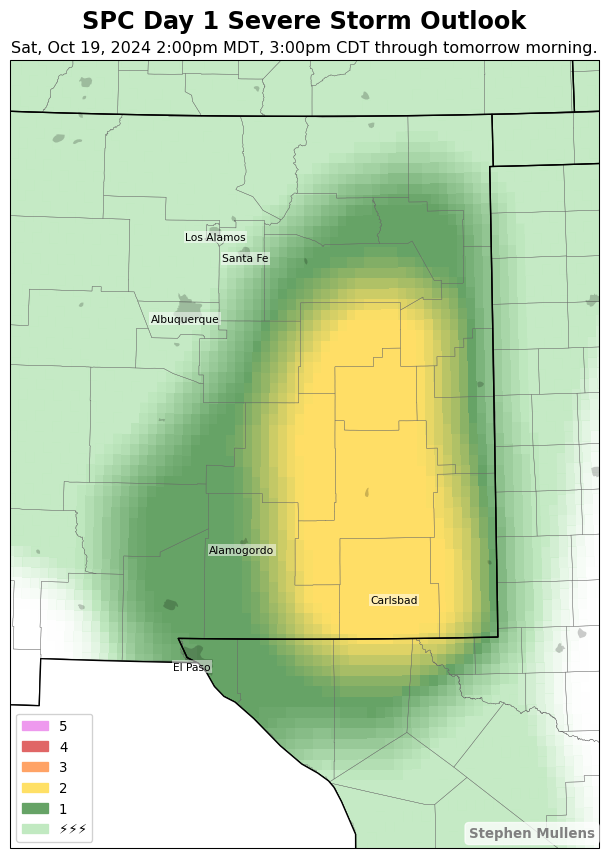 SPC Day 1 Severe Storm Outlook
Sat, Oct 19, 2024 2:00pm MDT, 3:00pm CDT through tomorrow morning.
Los Alamos
Santa Fe
Albuquerque
Alamogordo
Carlsbad
El Paso
5
4
3
2
1
⚡⚡⚡
Stephen Mullens